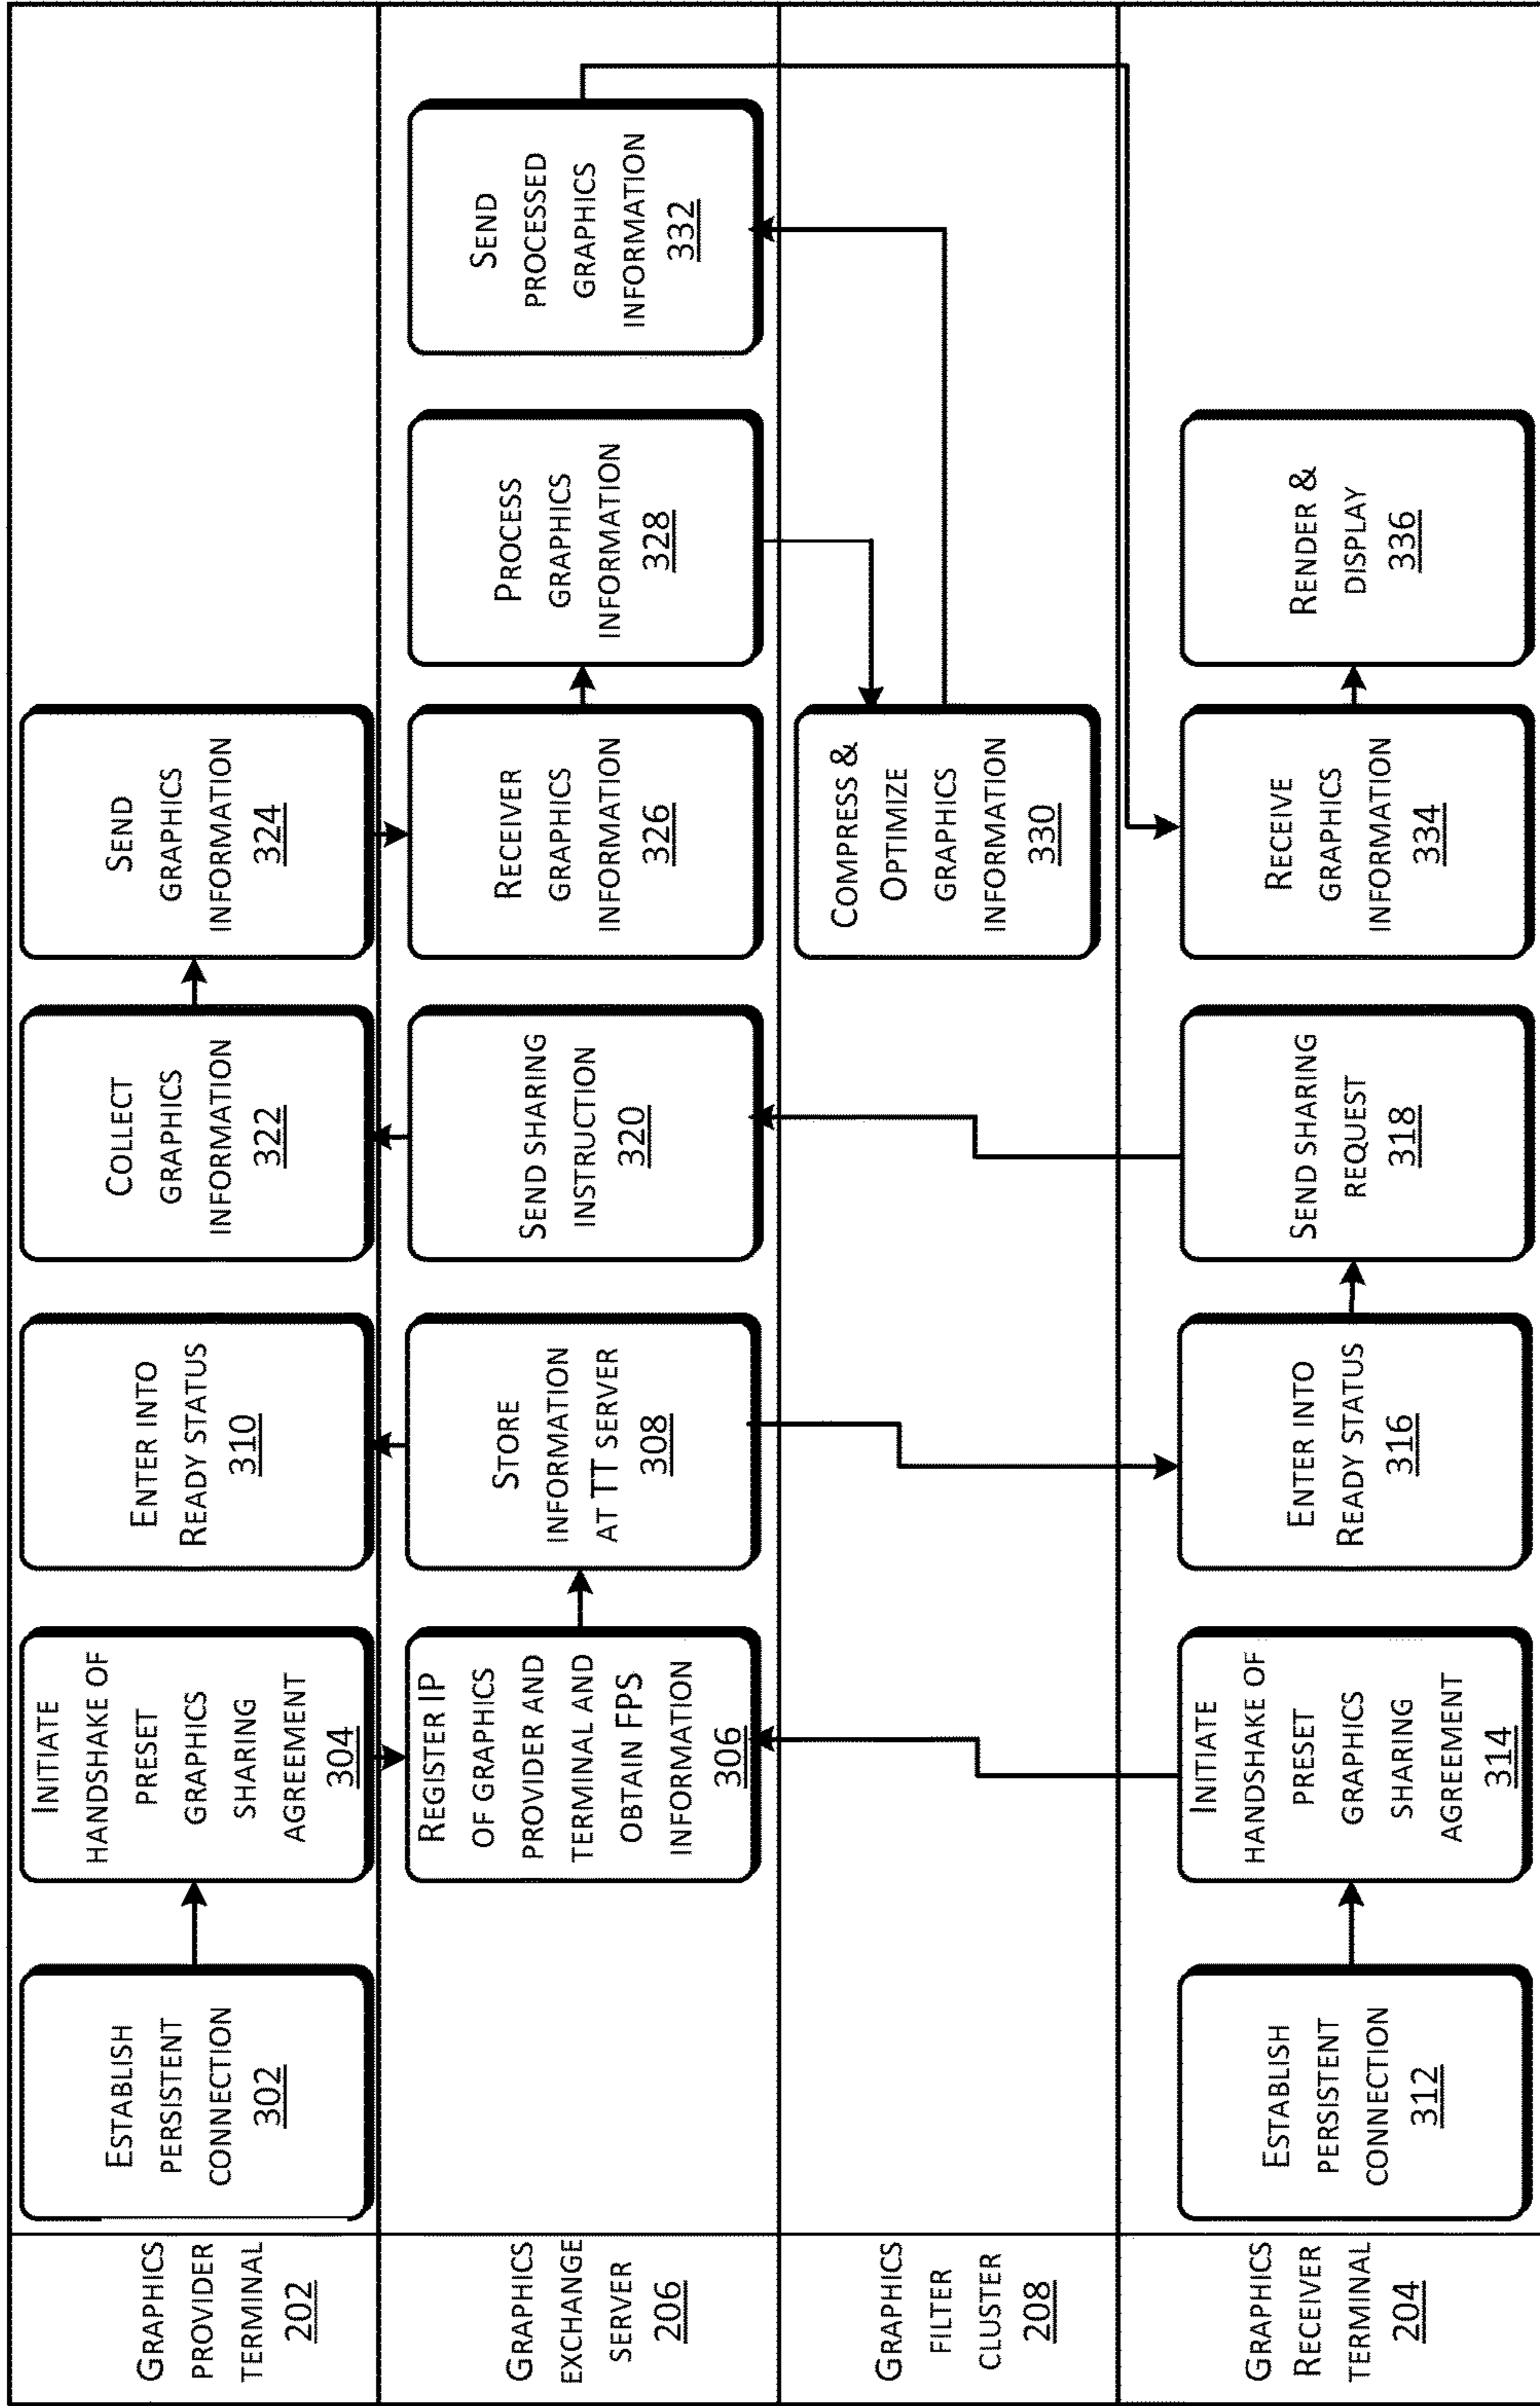 GRAPHICS
PROVIDER
TERMINAL
202
ESTABLISH
PERSISTENT
CONNECTION
302
INITIATE
HANDSHAKE OF
PRESET
GRAPHICS
SHARING
AGREEMENT
304
ENTER INTO
READY STATUS
310
COLLECT
GRAPHICS
INFORMATION
322
SEND
GRAPHICS
INFORMATION
324
GRAPHICS
EXCHANGE
SERVER
206
REGISTER IP
OF GRAPHICS
PROVIDER AND
TERMINAL AND
OBTAIN FPS
INFORMATION
306
STORE
INFORMATION
AT TT SERVER
308
SEND SHARING
INSTRUCTION
320
RECEIVER
GRAPHICS
INFORMATION
326
PROCESS
GRAPHICS
INFORMATION
328
SEND
PROCESSED
GRAPHICS
INFORMATION
332
GRAPHICS
FILTER
CLUSTER
208
COMPRESS &
OPTIMIZE
GRAPHICS
INFORMATION
330
GRAPHICS
RECEIVER
TERMINAL
204
ESTABLISH
PERSISTENT
CONNECTION
312
INITIATE
HANDSHAKE OF
PRESET
GRAPHICS
SHARING
AGREEMENT
314
ENTER INTO
READY STATUS
316
SEND SHARING
REQUEST
318
RECEIVE
GRAPHICS
INFORMATION
334
RENDER &
DISPLAY
336